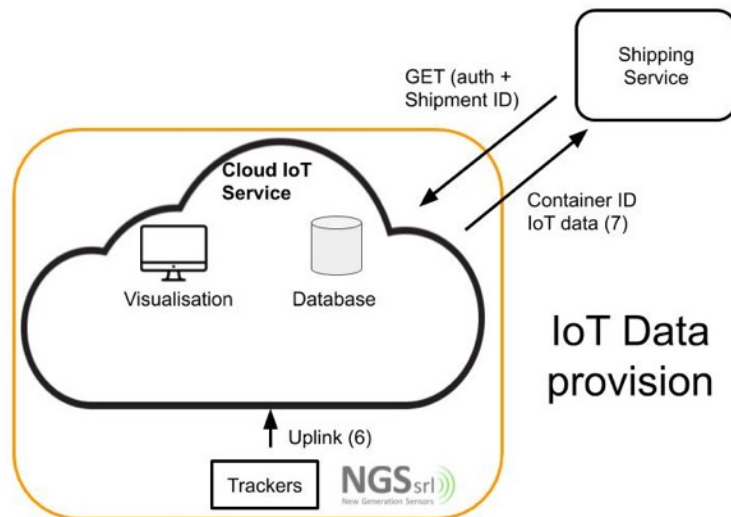 Shipping
Service
GET (auth +
Shipment ID)
Cloud IoT
Service
Container ID
IoT data (7)
Visualisation
Database
IoT Data
provision
Uplink (6)
Trackers
NGS srl
New Generation Sensors